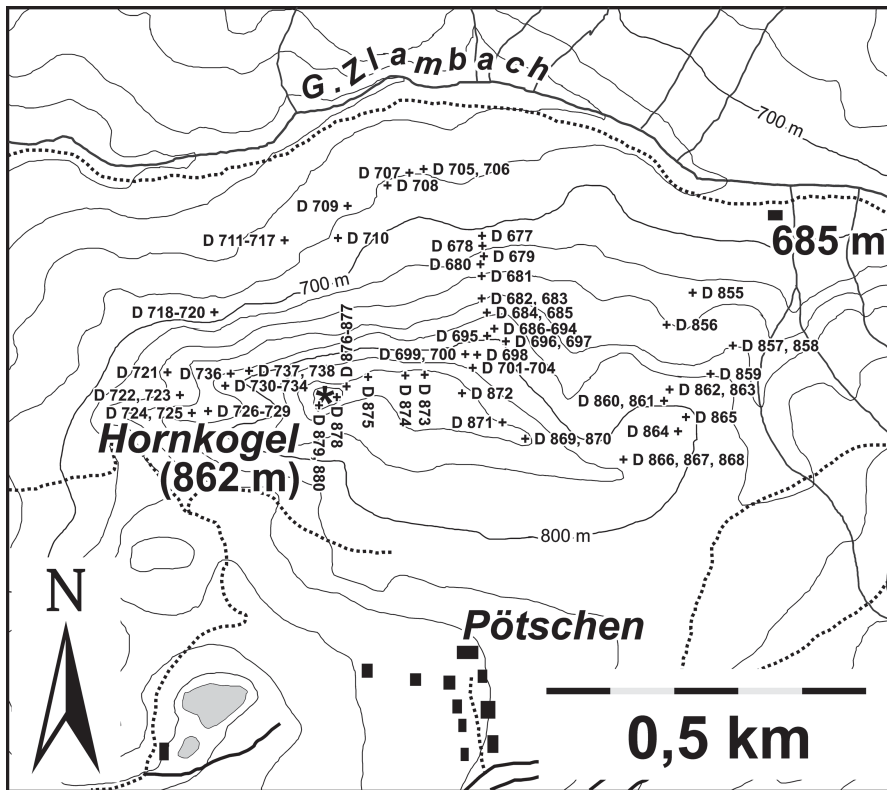 G. Zlambach
700 m
D 707
D 705, 706
D 708
D 709
D 711-717
D 710
D 677
D 678
D 679
D 680
D 681
685 m
700 m
D 718-720
D 682, 683
D 684, 685
D 686-694
D 695
D 696, 697
D 699, 700
D 698
D 701-704
D 855
D 856
D 857, 858
D 859
D 862, 863
D 860, 861
D 865
D 864
D 866, 867, 868
D 721
D 736
D 737, 738
D 730-734
D 722, 723
D 724, 725
D 726-729
D 876-877
*
D 878
D 879, 880
D 875
D 874
D 873
D 872
D 871
D 869, 870
Hornkogel
(862 m)
800 m
N
Pötschen
0,5 km